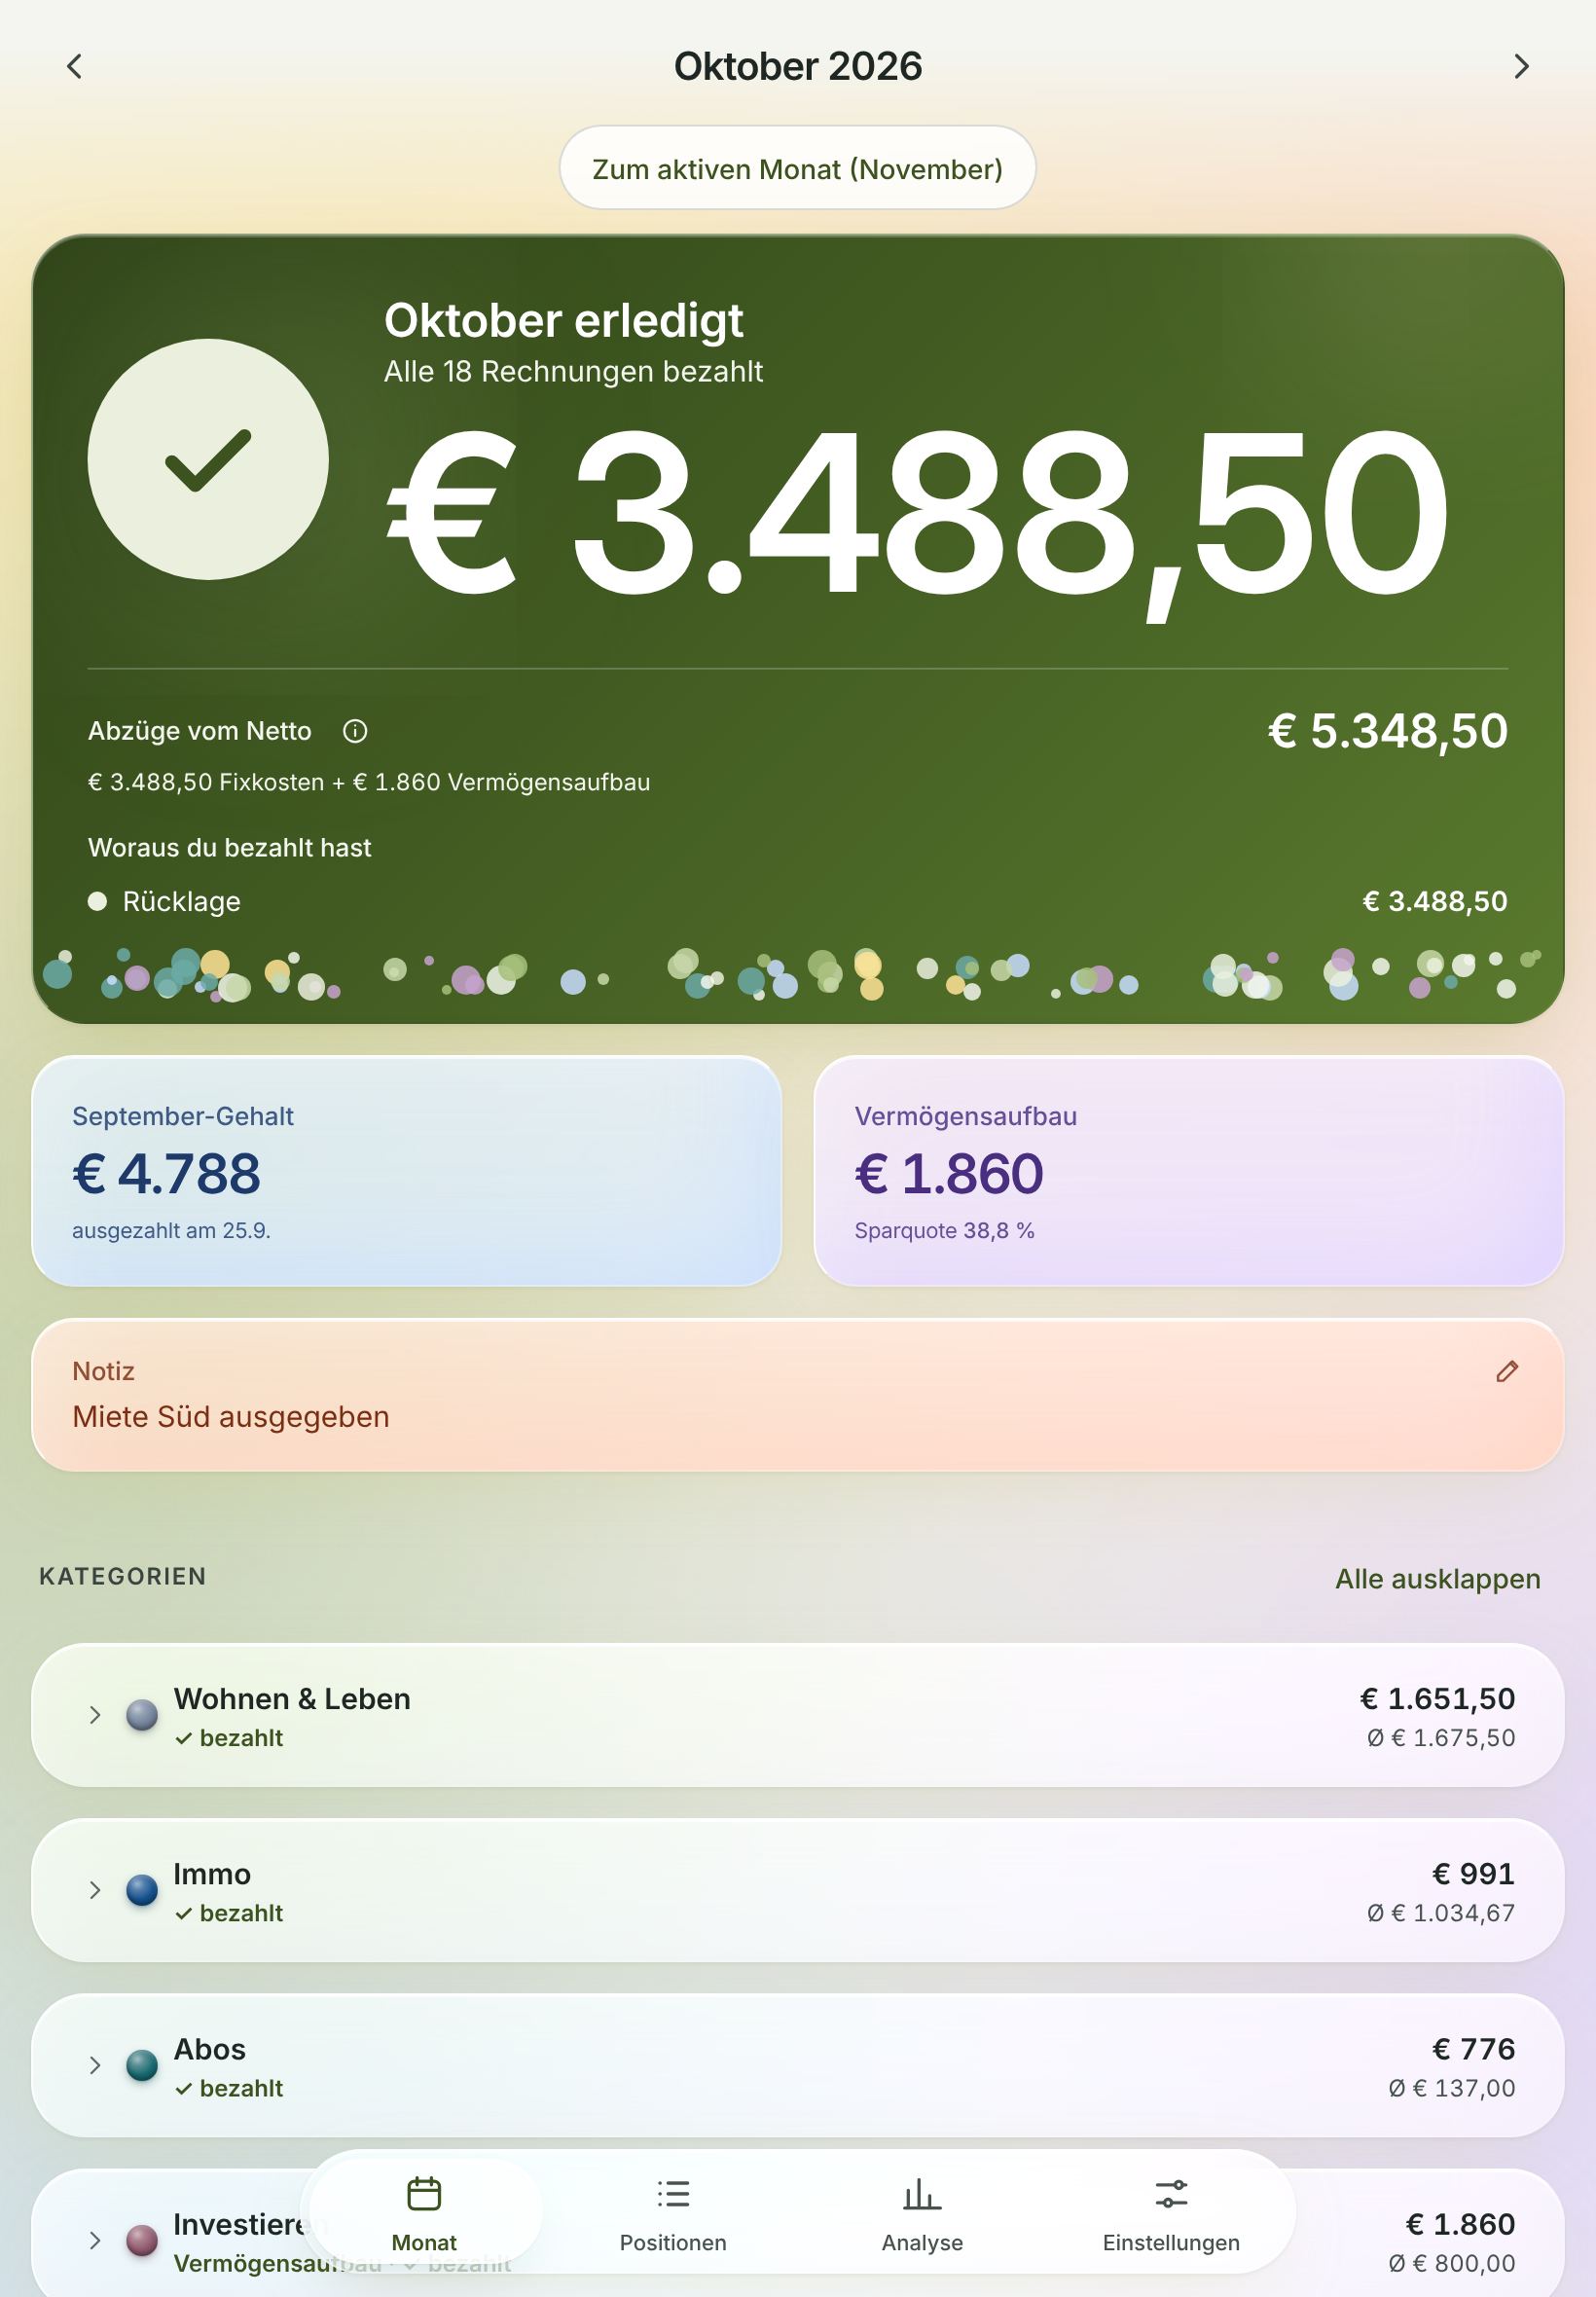 Oktober 2026
Zum aktiven Monat (November)
Oktober erledigt
Alle 18 Rechnungen bezahlt
€ 3.488,50
Abzüge vom Netto
€ 5.348,50
€ 3.488,50 Fixkosten + € 1.860 Vermögensaufbau
Woraus du bezahlt hast
Rücklage
€ 3.488,50
September-Gehalt
€ 4.788
ausgezahlt am 25.9.
Vermögensaufbau
€ 1.860
Sparquote 38,8 %
Notiz
Miete Süd ausgegeben
KATEGORIEN
Alle ausklappen
Wohnen & Leben
€ 1.651,50
✓ bezahlt
Ø € 1.675,50
Immo
€ 991
✓ bezahlt
Ø € 1.034,67
Abos
€ 776
✓ bezahlt
Ø € 137,00
Investieren
€ 1.860
Vermögensaufbau · ✓ bezahlt
Ø € 800,00
Monat
Positionen
Analyse
Einstellungen